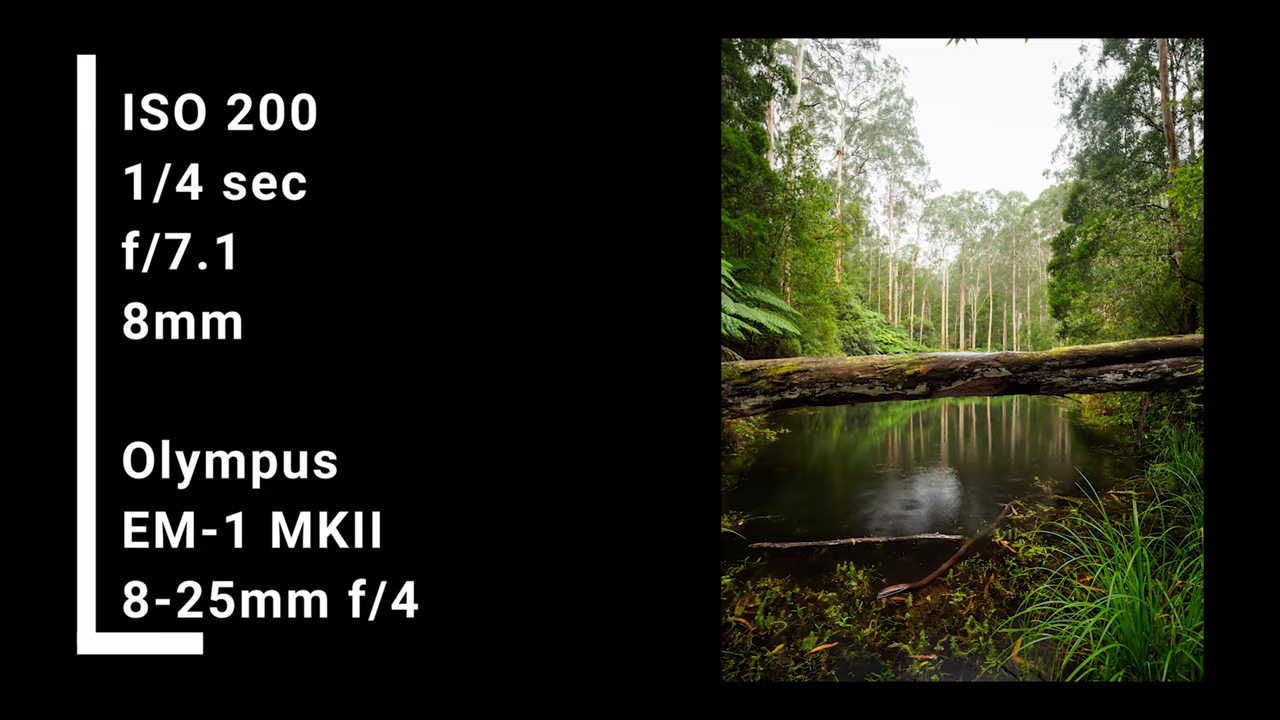 ISO 200
1/4 sec
f/7.1
8mm
Olympus
EM-1 MKII
8-25mm f/4